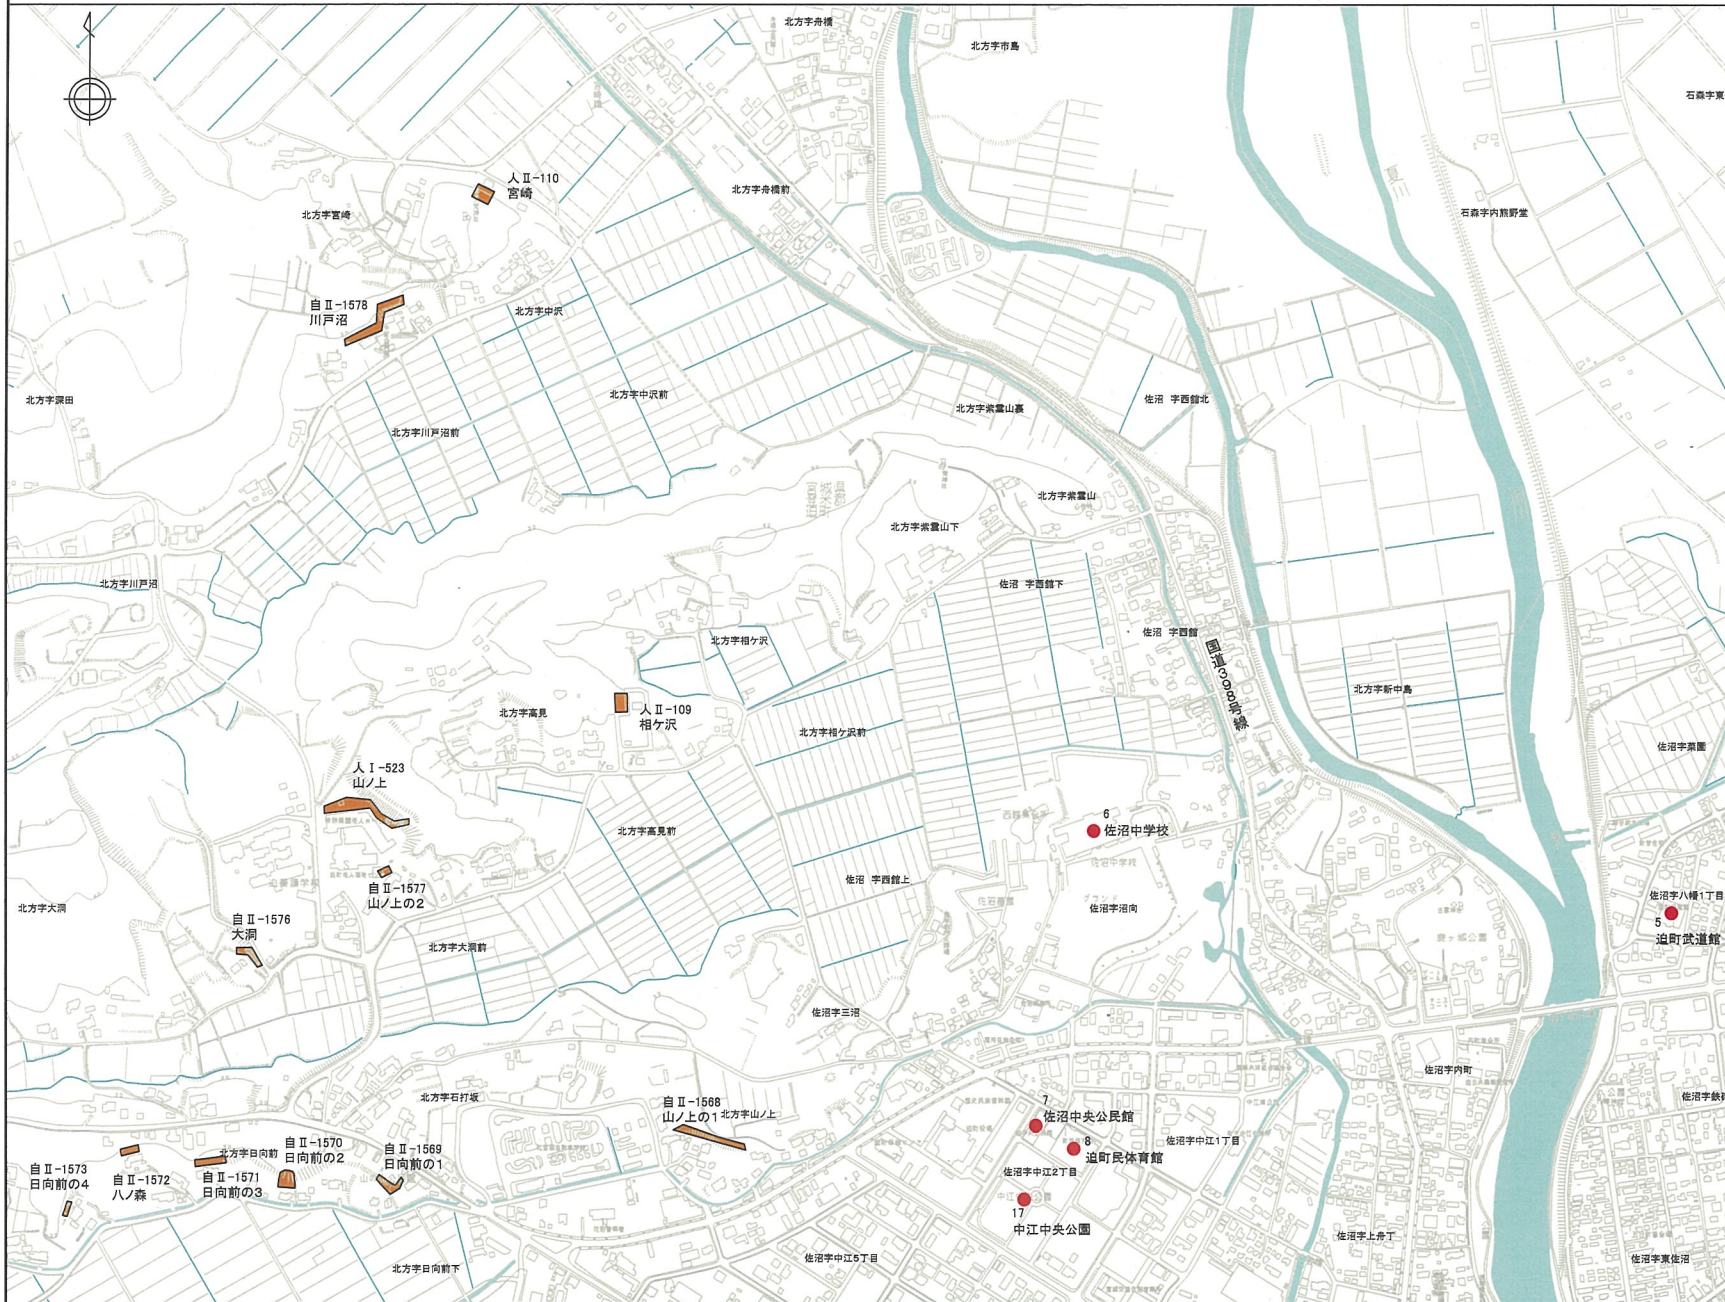 北方字舟橋
北方字市島
石森字東
人Ⅱ-110
宮崎
北方字舟橋前
北方字宮崎
石森字内熊野堂
自Ⅱ-1578
川戸沼
北方字中沢
北方字深田
北方字中沢前
佐沼 字西館北
北方字紫雲山裏
北方字川戸沼前
北方字紫雲山
北方字紫雲山下
北方字川戸沼
佐沼 字西館下
佐沼 字西館
北方字相ケ沢
国道398号線
北方字新中島
人Ⅱ-109
相ケ沢
北方字高見
北方字相ケ沢前
佐沼字菜園
人Ⅰ-523
山ノ上
6
佐沼中学校
北方字高見前
佐沼中学校
グランド
佐沼 字西館上
自Ⅱ-1577
山ノ上の2
佐沼字八幡1丁目
5
迫町武道館
北方字大洞
佐沼字沼向
自Ⅱ-1576
大洞
北方字大洞前
鹿ヶ城公園
佐沼字三沼
佐沼字内町
北方字石打坂
自Ⅱ-1568
山ノ上の1
北方字山ノ上
7
佐沼中央公民館
8
迫町民体育館
佐沼字中江1丁目
佐沼字中江2丁目
自Ⅱ-1573
日向前の4
自Ⅱ-1572
八ノ森
北方字日向前
自Ⅱ-1571
日向前の3
自Ⅱ-1570
日向前の2
自Ⅱ-1569
日向前の1
17
中江中央公園
佐沼字上舟丁
佐沼字中江5丁目
北方字日向前下
佐沼字東佐沼